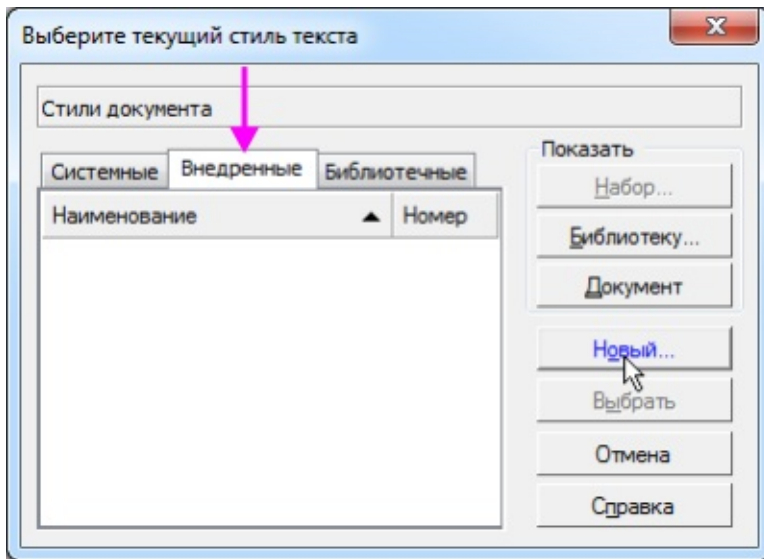 Выберите текущий стиль текста
Стили документа
Системные Внедренные Библиотечные
Наименование Номер
Показать
Набор...
Библиотеку...
Документ
Новый...
Выбрать
Отмена
Справка